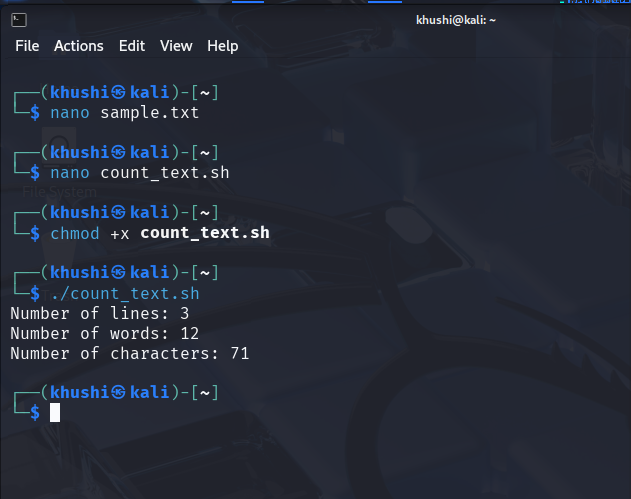 khushi@kali: ~
File Actions Edit View Help
┌──(khushi㉿kali)-[~]
└─$ nano sample.txt
┌──(khushi㉿kali)-[~]
└─$ nano count_text.sh
File System
┌──(khushi㉿kali)-[~]
└─$ chmod +x count_text.sh
┌──(khushi㉿kali)-[~]
└─$ ./count_text.sh
Number of lines: 3
Number of words: 12
Number of characters: 71
┌──(khushi㉿kali)-[~]
└─$